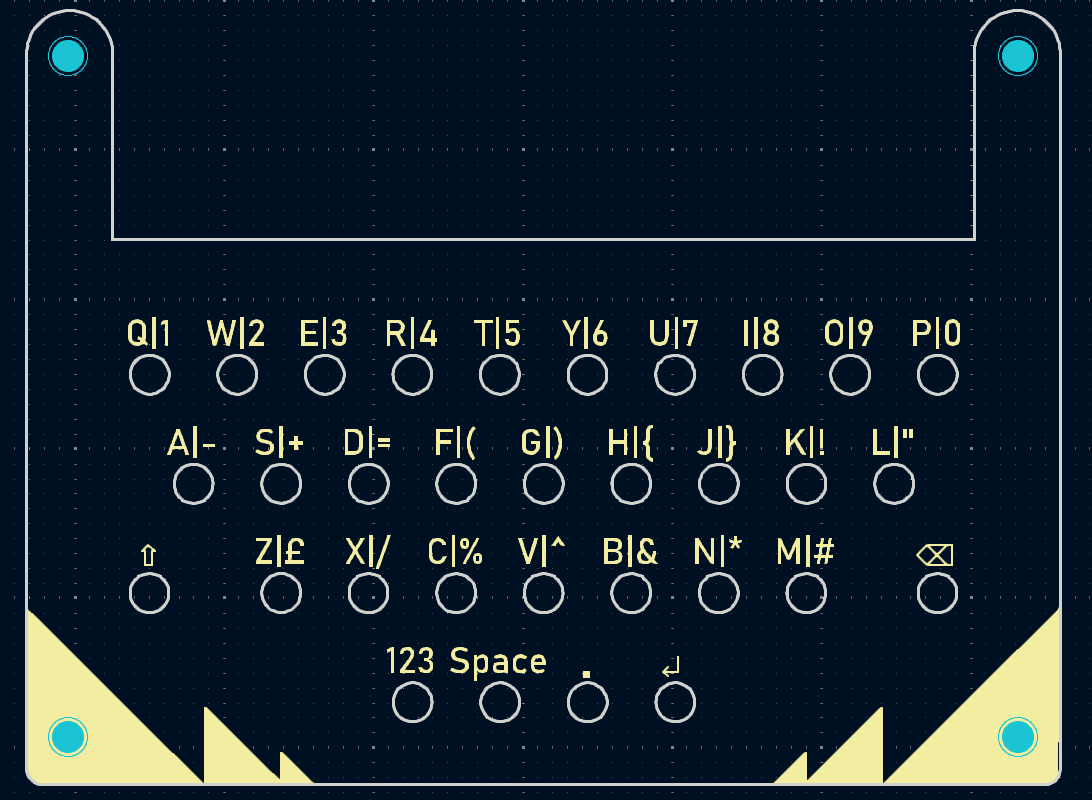 Q|1 W|2 E|3 R|4 T|5 Y|6 U|7 I|8 O|9 P|0
A|- S|+ D|= F|( G|) H|{ J|} K|! L|"
⇧ Z|£ X|/ C|% V|^ B|& N|* M|# ⌫
123 Space . ↵